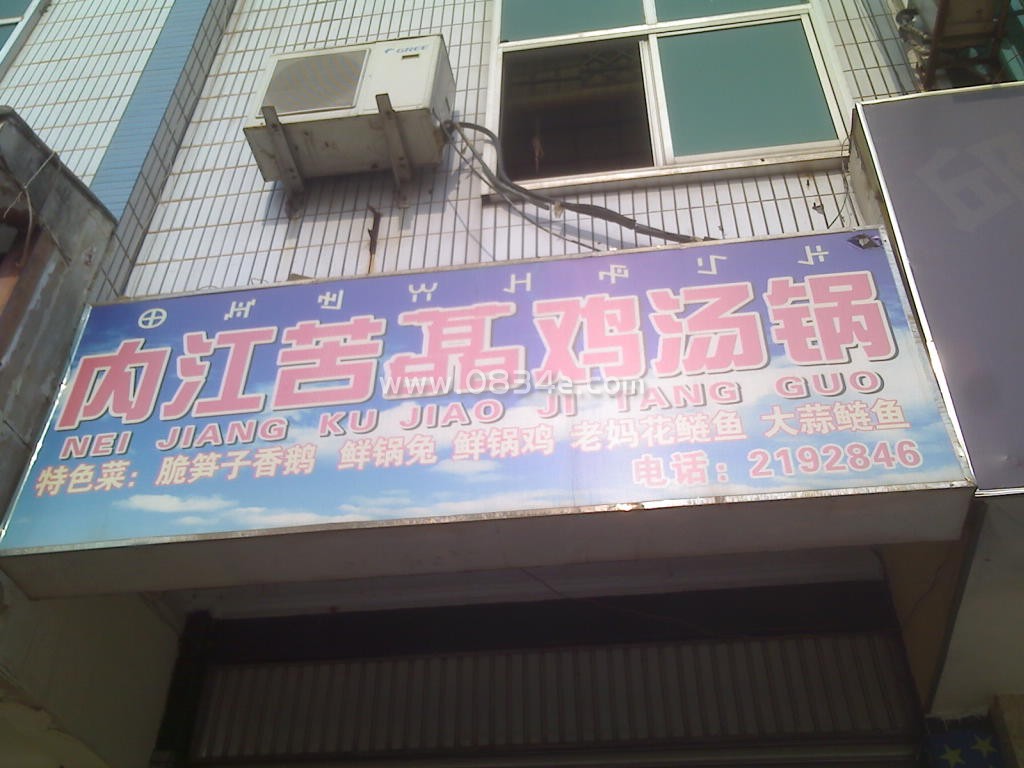 GREE
内江苦藠鸡汤锅
www.0834e.com
NEI JIANG KU JIAO JI TANG GUO
特色菜：脆笋子香鹅 鲜锅兔 鲜锅鸡 老妈花鲢鱼 大蒜鲢鱼
电话：2192846